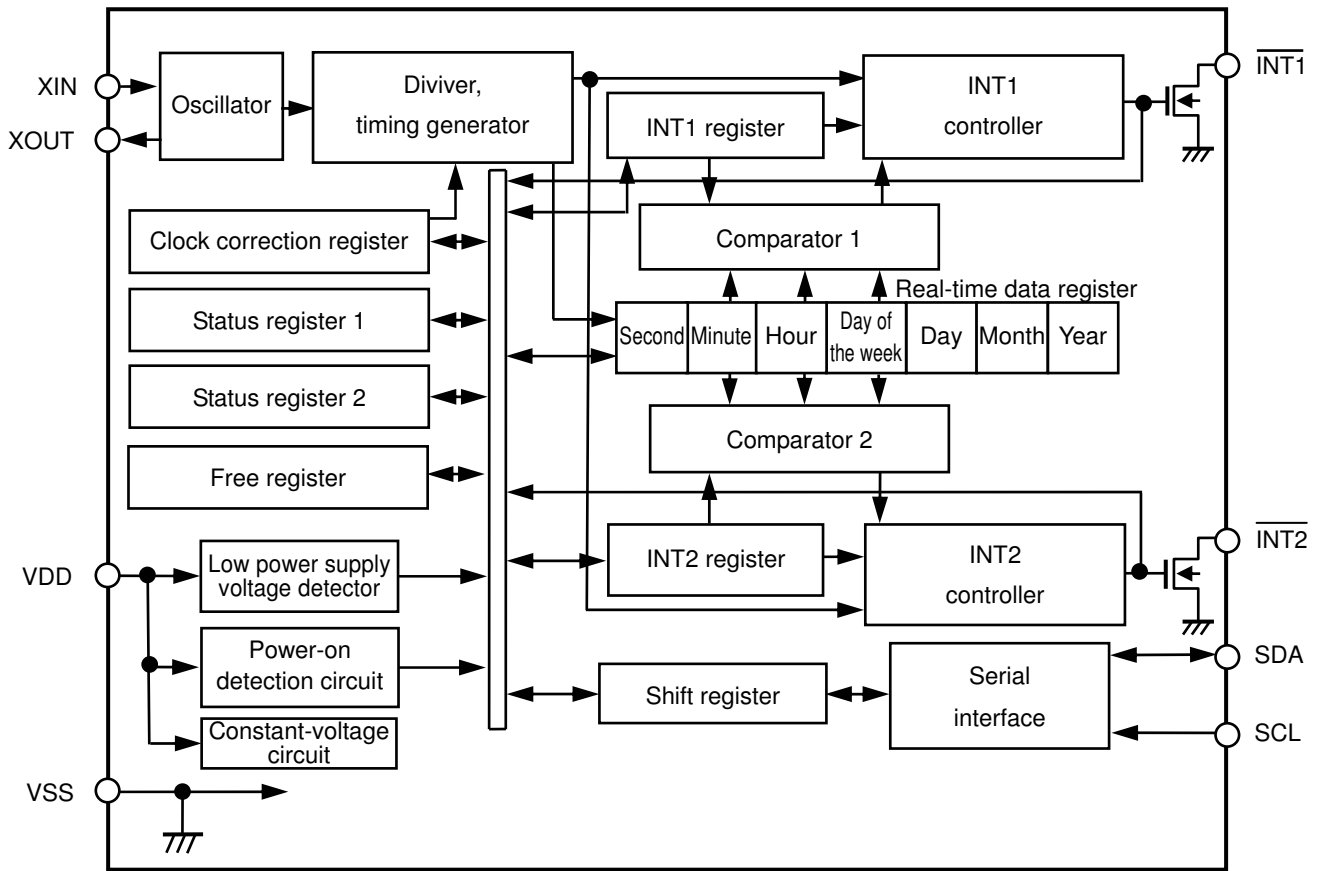 XIN
XOUT
Oscillator
Diviver,
timing generator
INT1 register
INT1
controller
INT1
Clock correction register
Comparator 1
Status register 1
Real-time data register
Second
Minute
Hour
Day of
the week
Day
Month
Year
Status register 2
Comparator 2
Free register
VDD
Low power supply
voltage detector
INT2 register
INT2
controller
INT2
Power-on
detection circuit
Shift register
Serial
interface
SDA
SCL
Constant-voltage
circuit
VSS